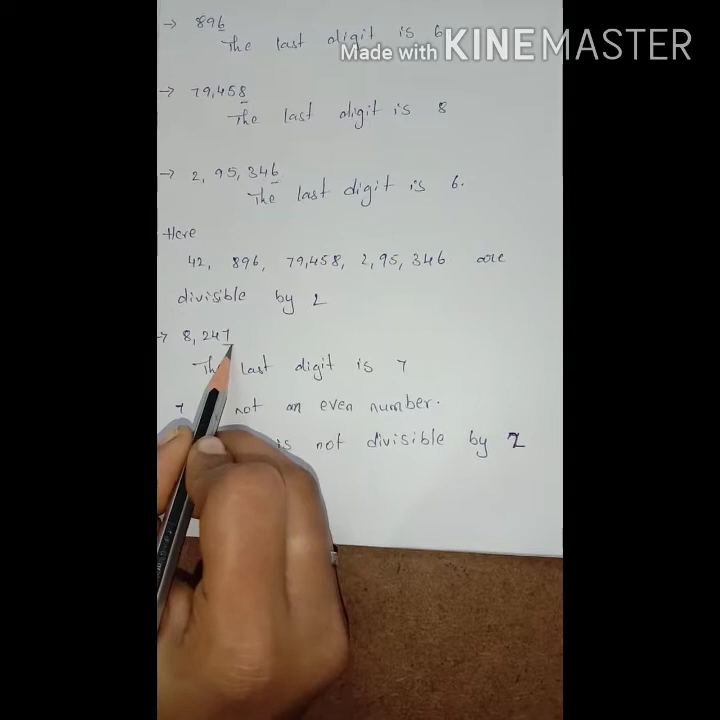 → 896
The last digit is 6
Made with KINEMASTER
→ 79,458
The last digit is 8
→ 2, 95, 346
The last digit is 6.
Here
42, 896, 79,458, 2,95, 346 are
divisible by 2
→ 8, 247
The last digit is 7
7 not an even number.
is not divisible by 2